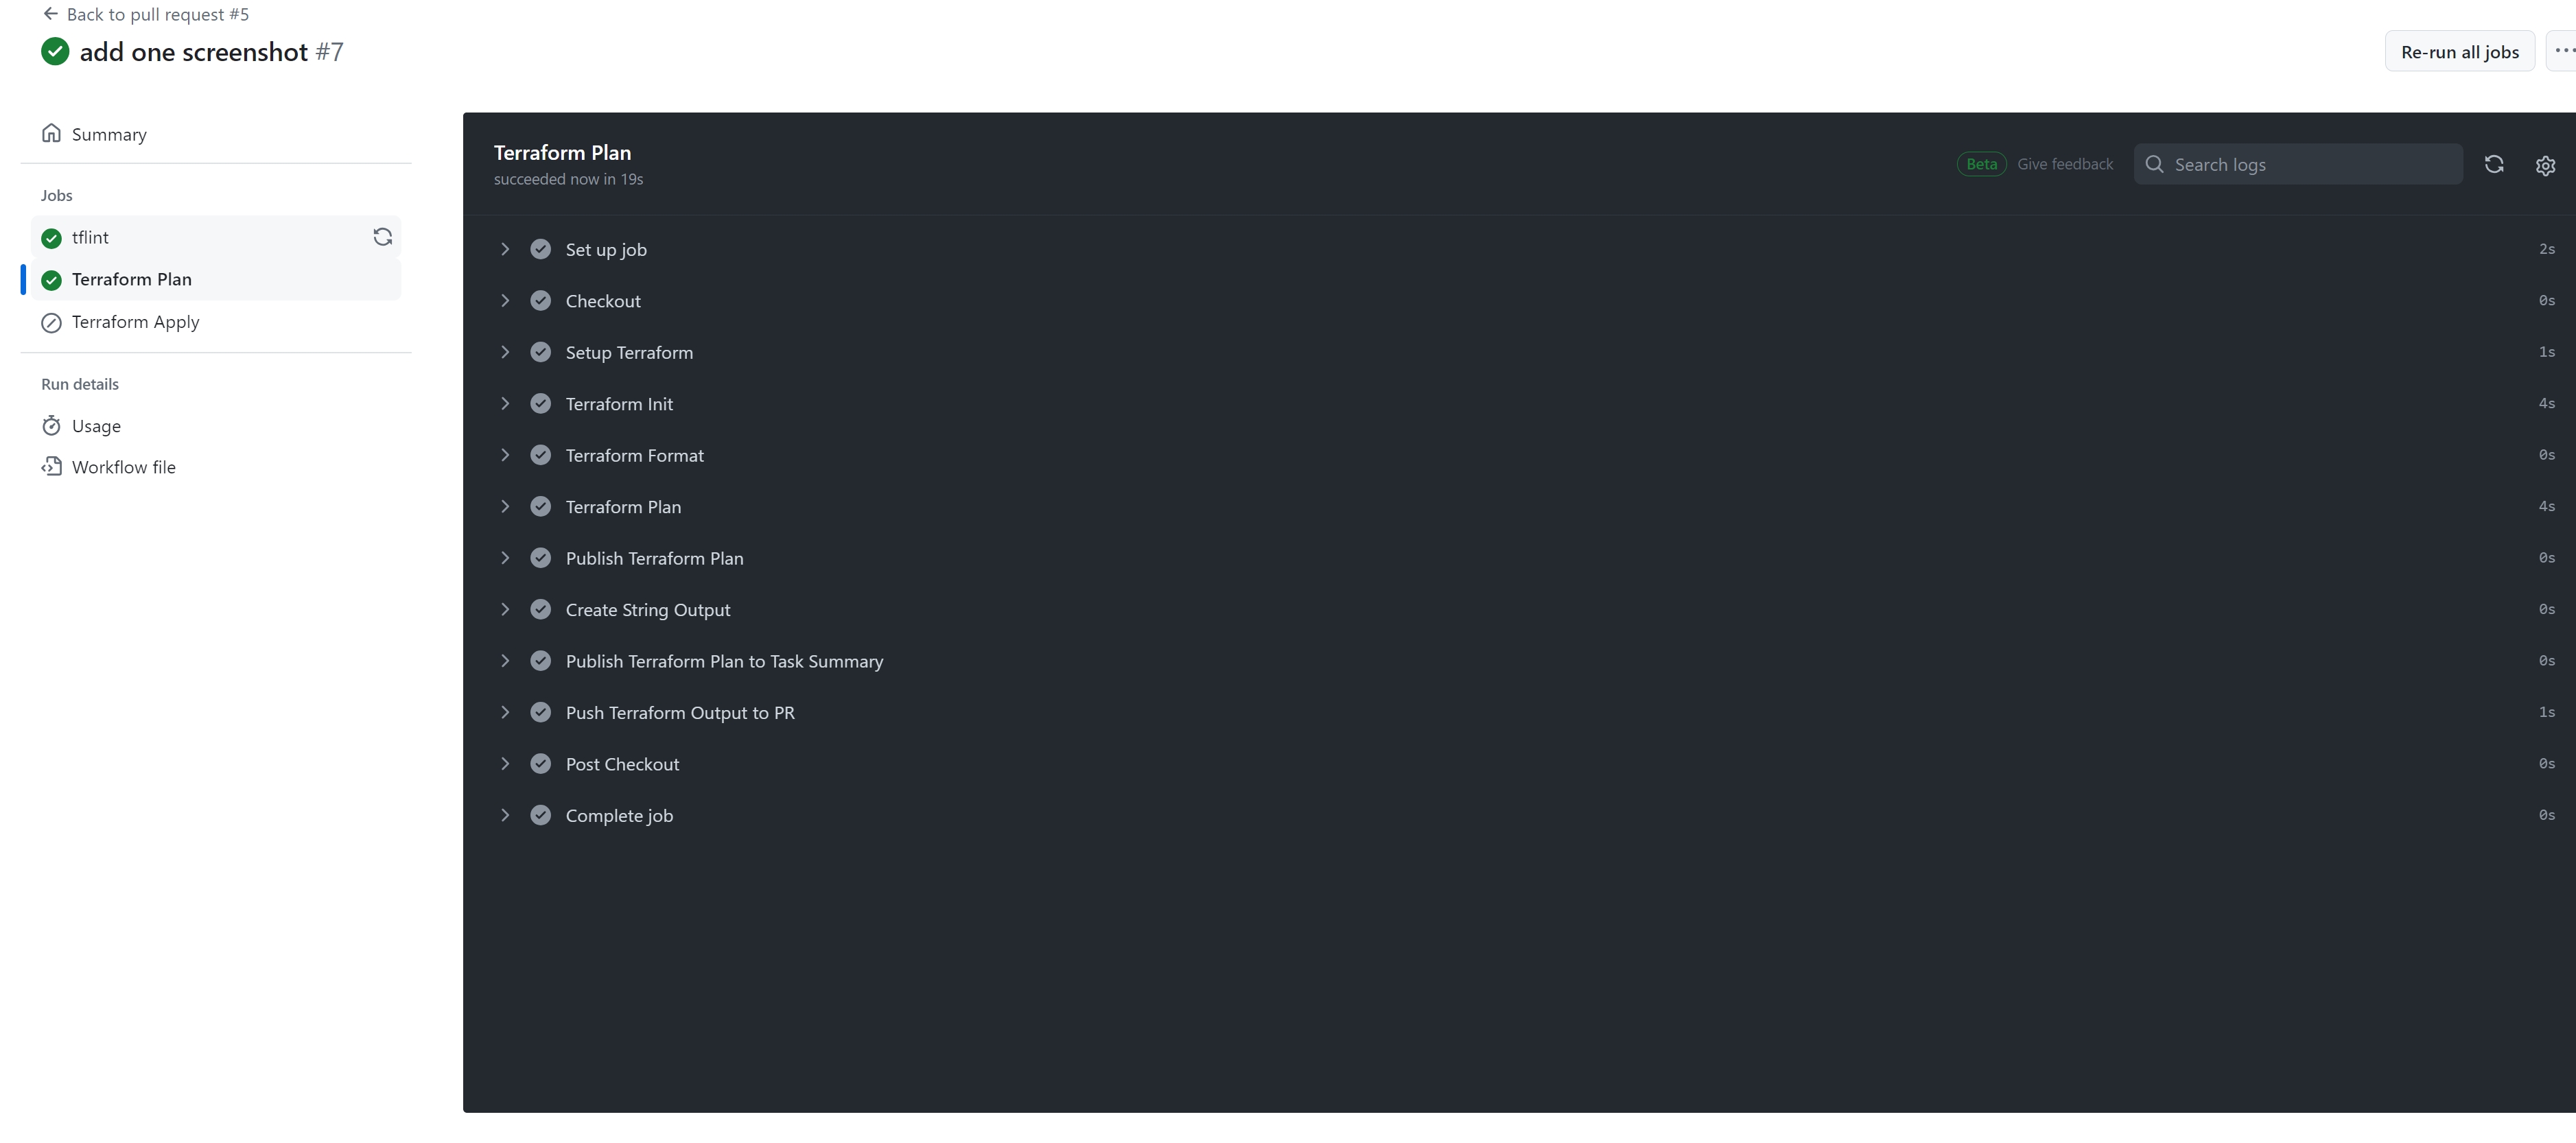 Back to pull request #5
add one screenshot #7
Re-run all jobs
Summary
Jobs
tflint
Terraform Plan
Terraform Apply
Run details
Usage
Workflow file
Terraform Plan
succeeded now in 19s
Beta Give feedback Search logs
Set up job 2s
Checkout 0s
Setup Terraform 1s
Terraform Init 4s
Terraform Format 0s
Terraform Plan 4s
Publish Terraform Plan 0s
Create String Output 0s
Publish Terraform Plan to Task Summary 0s
Push Terraform Output to PR 1s
Post Checkout 0s
Complete job 0s